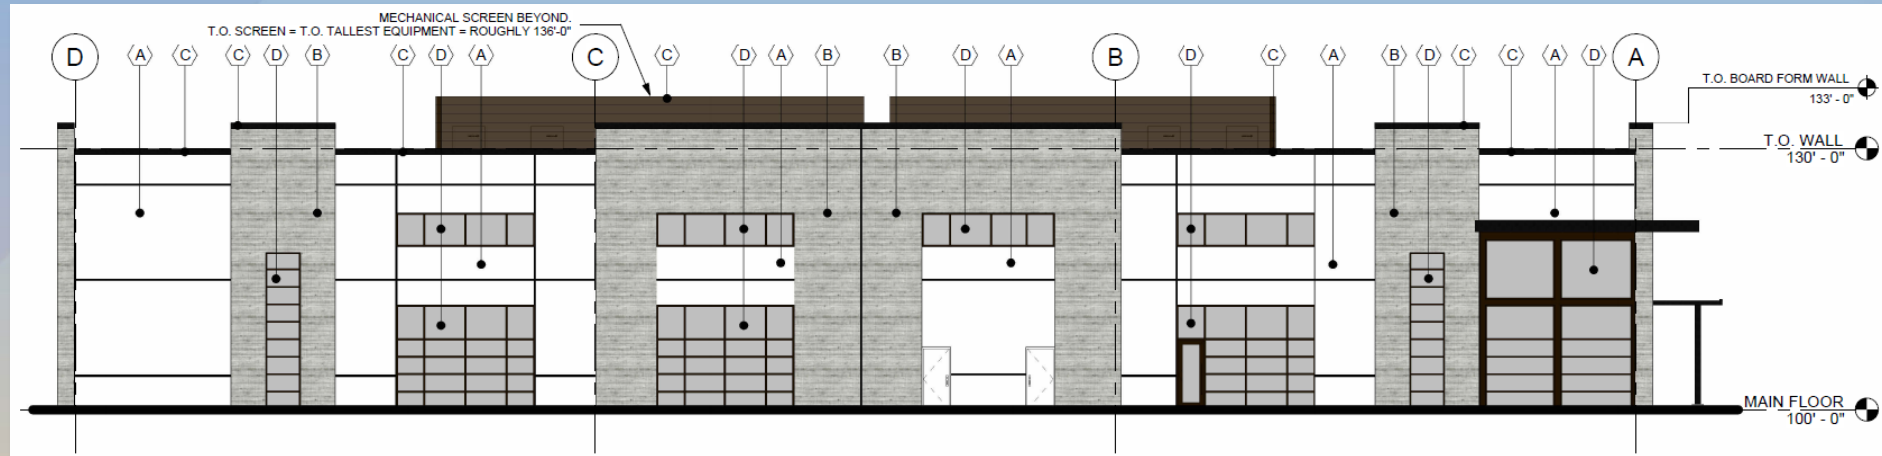 MECHANICAL SCREEN BEYOND.
T.O. SCREEN = T.O. TALLEST EQUIPMENT = ROUGHLY 136'-0"
D A C C D B C D A C C D A B B D A B D C A B D C C A D A
T.O. BOARD FORM WALL
133' - 0"
T.O. WALL
130' - 0"
MAIN FLOOR
100' - 0"